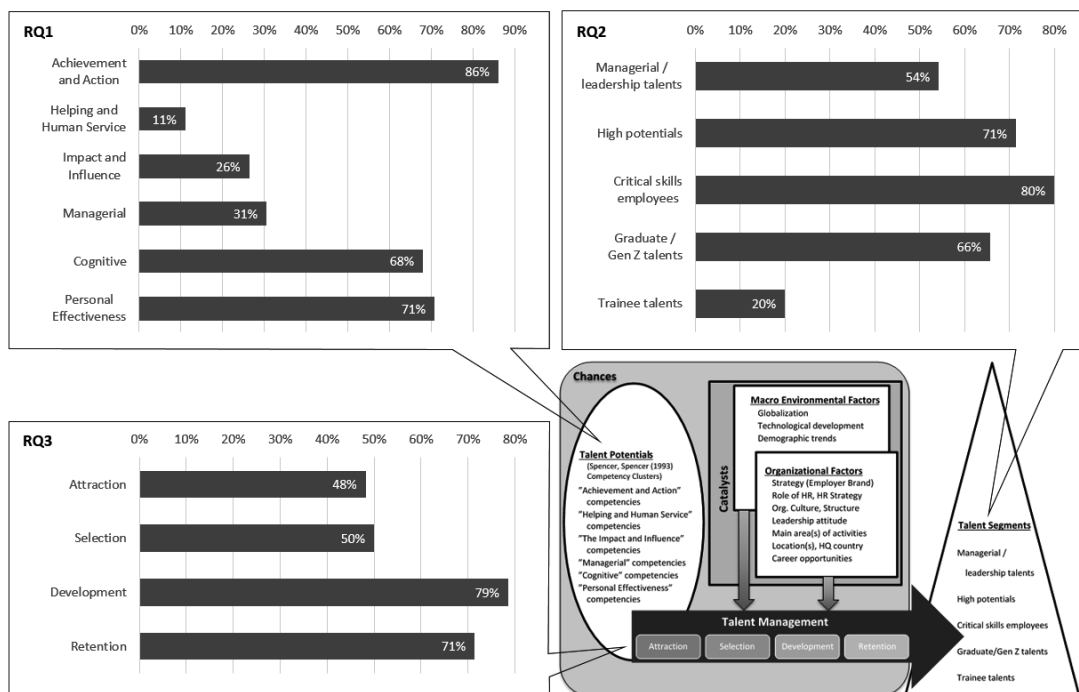 RQ1
0% 10% 20% 30% 40% 50% 60% 70% 80% 90%
Achievement
and Action
86%
Helping and
Human Service
11%
Impact and
Influence
26%
Managerial
31%
Cognitive
68%
Personal
Effectiveness
71%
RQ2
0% 10% 20% 30% 40% 50% 60% 70% 80%
Managerial /
leadership talents
54%
High potentials
71%
Critical skills
employees
80%
Graduate /
Gen Z talents
66%
Trainee talents
20%
RQ3
0% 10% 20% 30% 40% 50% 60% 70% 80%
Attraction
48%
Selection
50%
Development
79%
Retention
71%
Chances
Talent Potentials
(Spencer, Spencer (1993)
Competency Clusters)
"Achievement and Action"
competencies
"Helping and Human Service"
competencies
"The Impact and Influence"
competencies
"Managerial" competencies
"Cognitive" competencies
"Personal Effectiveness"
competencies
Catalysts
Macro Environmental Factors
Globalization
Technological development
Demographic trends
Organizational Factors
Strategy (Employer Brand)
Role of HR, HR Strategy
Org. Culture, Structure
Leadership attitude
Main area(s) of activities
Location(s), HQ country
Career opportunities
Talent Management
Attraction
Selection
Development
Retention
Talent Segments
Managerial /
leadership talents
High potentials
Critical skills employees
Graduate/Gen Z talents
Trainee talents